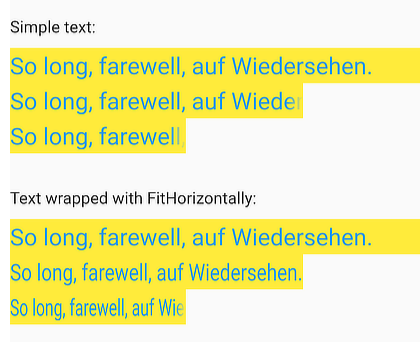 Simple text:
So long, farewell, auf Wiedersehen.
So long, farewell, auf Wieder
So long, farewell,
Text wrapped with FitHorizontally:
So long, farewell, auf Wiedersehen.
So long, farewell, auf Wiedersehen.
So long, farewell, auf Wie